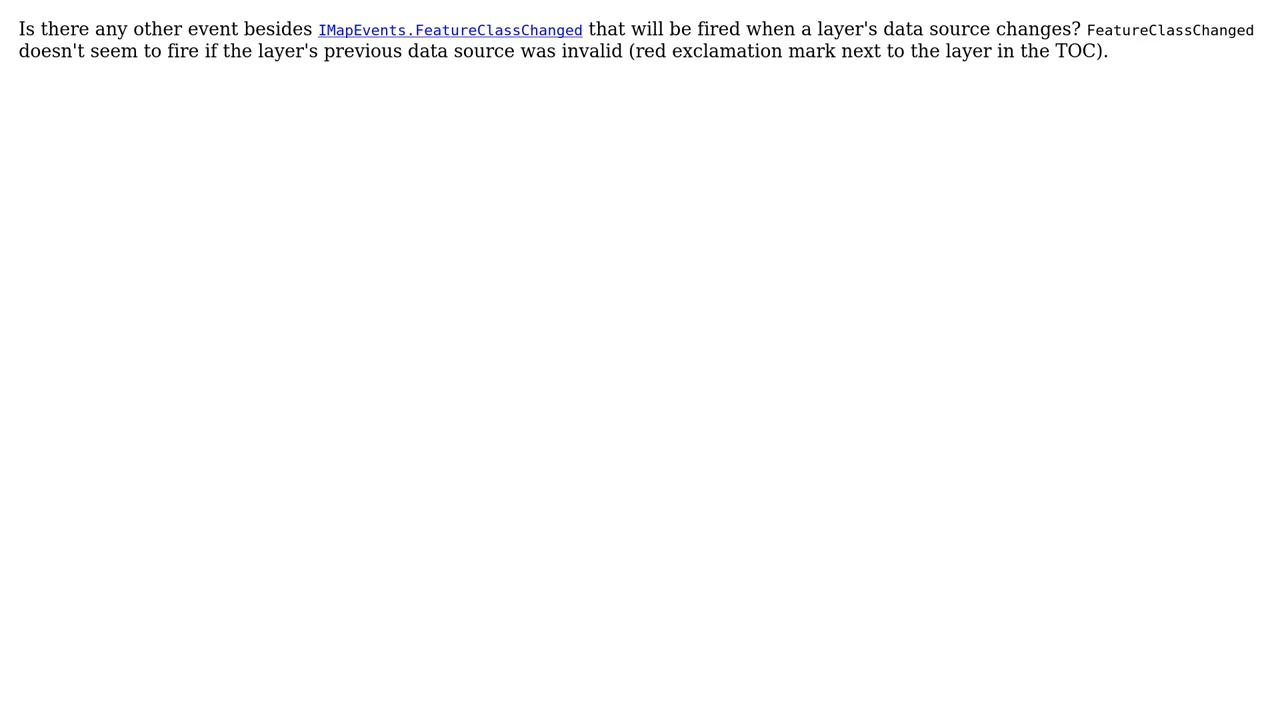 Is there any other event besides IMapEvents.FeatureClassChanged that will be fired when a layer's data source changes? FeatureClassChanged
doesn't seem to fire if the layer's previous data source was invalid (red exclamation mark next to the layer in the TOC).